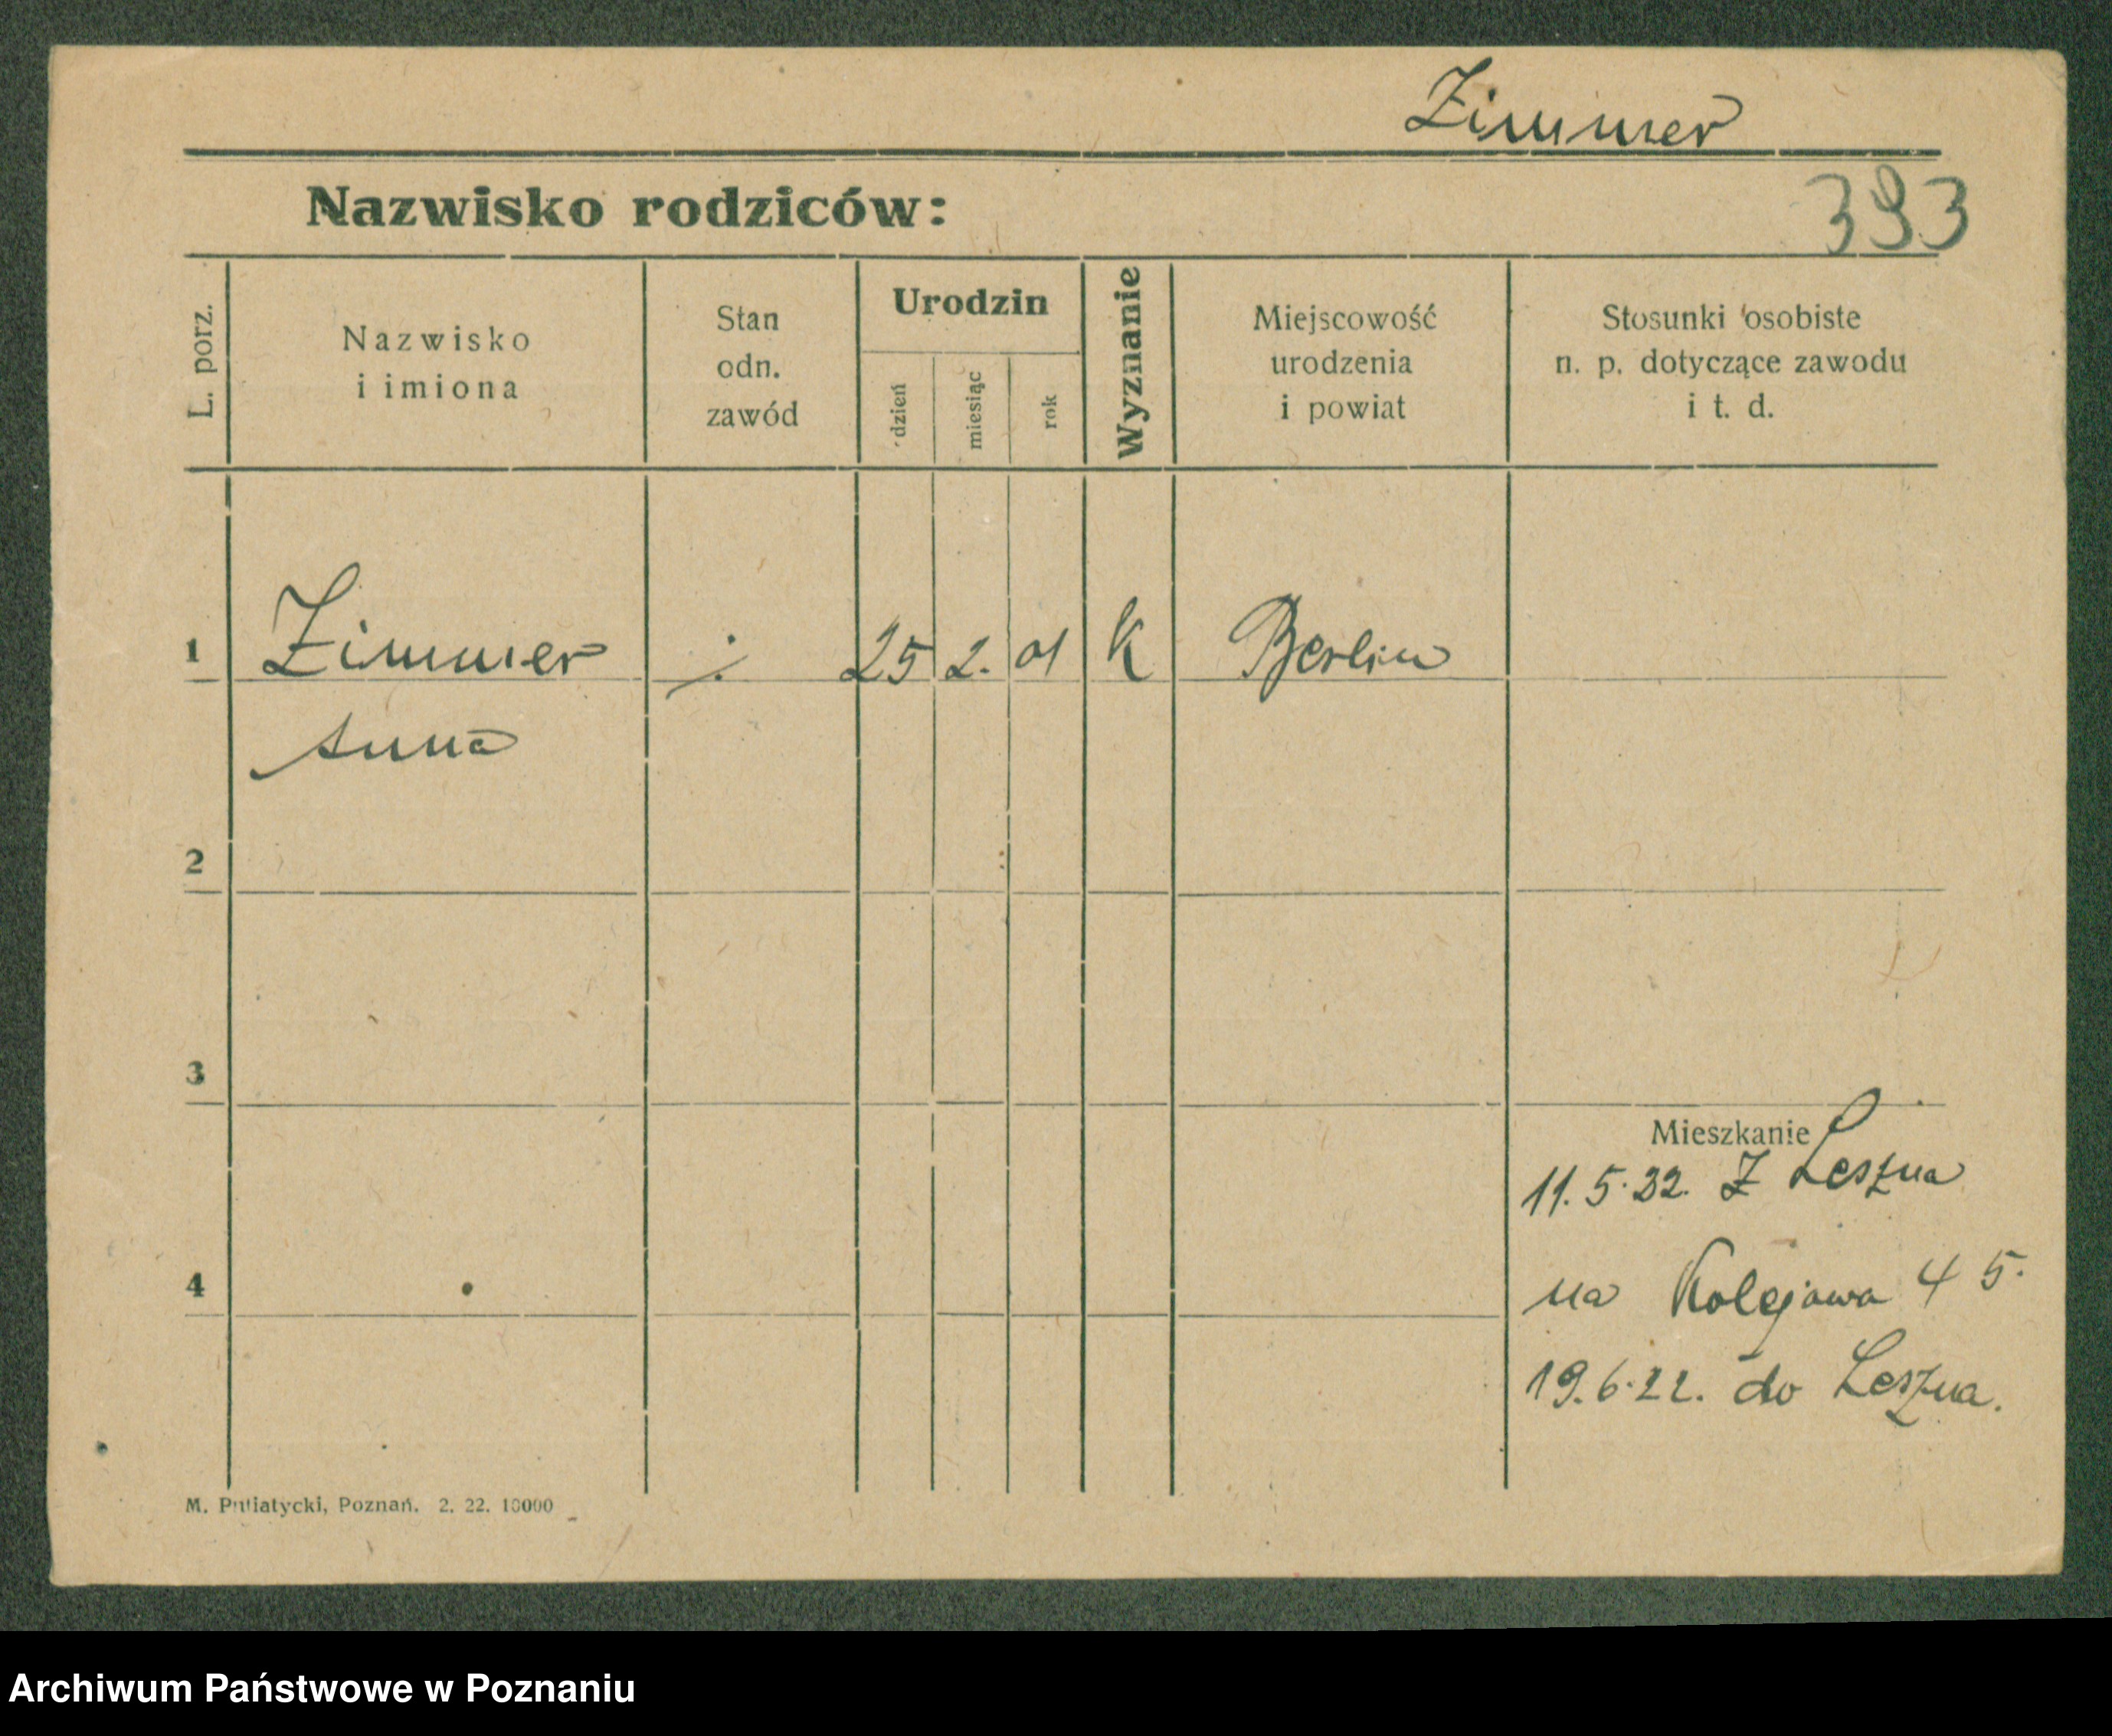 Zimmer
Nazwisko rodziców:
393
L. porz.
Nazwisko
i imiona
Stan
odn.
zawód
Urodzin
dzień
miesiąc
rok
Wyznanie
Miejscowość
urodzenia
i powiat
Stosunki osobiste
n. p. dotyczące zawodu
i t. d.
1 Zimmer ·/. 25 2. 01 K Berlin
Anna
2
3
Mieszkanie
11.5.22. Z Leszna
4
na Kolejowa 45.
19.6.22. do Leszna.
M. Putiatycki, Poznań. 2. 22. 10000
Archiwum Państwowe w Poznaniu